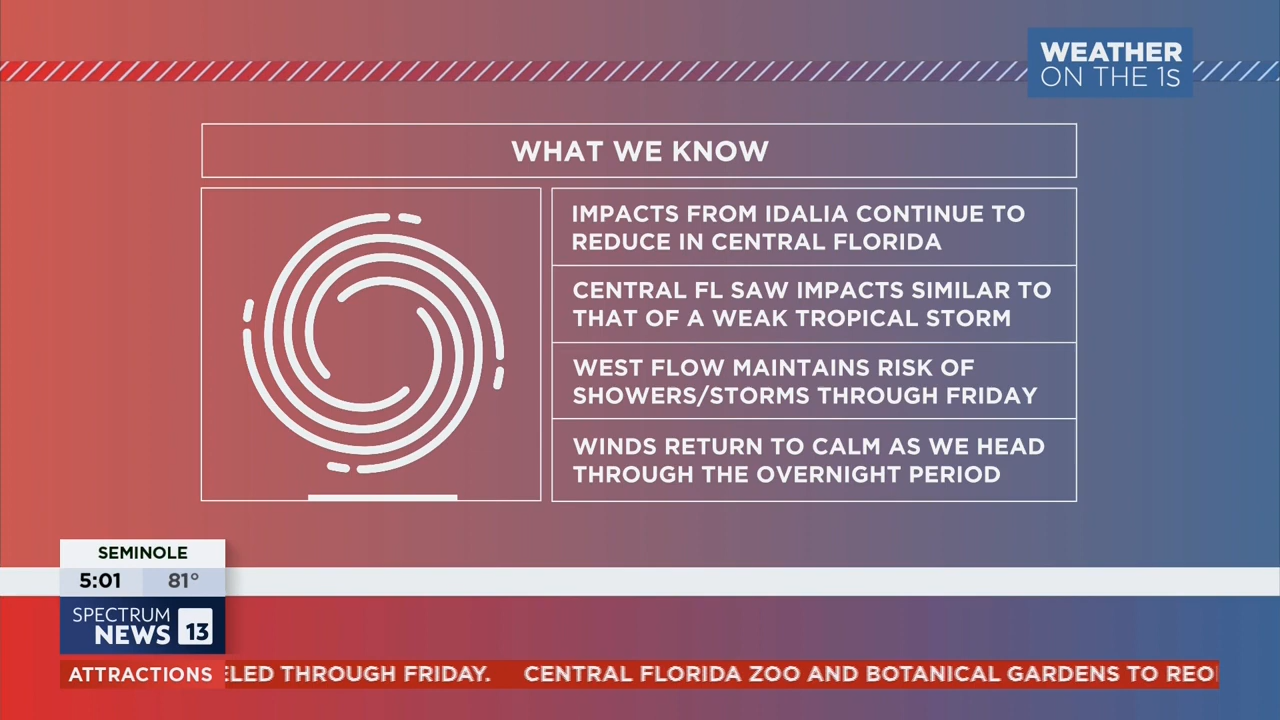 WEATHER
ON THE 1S
WHAT WE KNOW
IMPACTS FROM IDALIA CONTINUE TO
REDUCE IN CENTRAL FLORIDA
CENTRAL FL SAW IMPACTS SIMILAR TO
THAT OF A WEAK TROPICAL STORM
WEST FLOW MAINTAINS RISK OF
SHOWERS/STORMS THROUGH FRIDAY
WINDS RETURN TO CALM AS WE HEAD
THROUGH THE OVERNIGHT PERIOD
SEMINOLE
5:01 81°
SPECTRUM
NEWS 13
ATTRACTIONS ELED THROUGH FRIDAY. CENTRAL FLORIDA ZOO AND BOTANICAL GARDENS TO REO